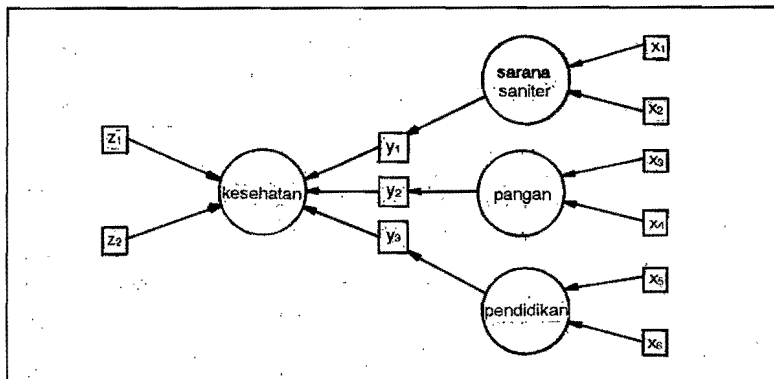 x₁
sarana
saniter
x₂
z₁
y₁
x₃
kesehatan
y₂
pangan
x₄
z₂
y₃
x₅
pendidikan
x₆